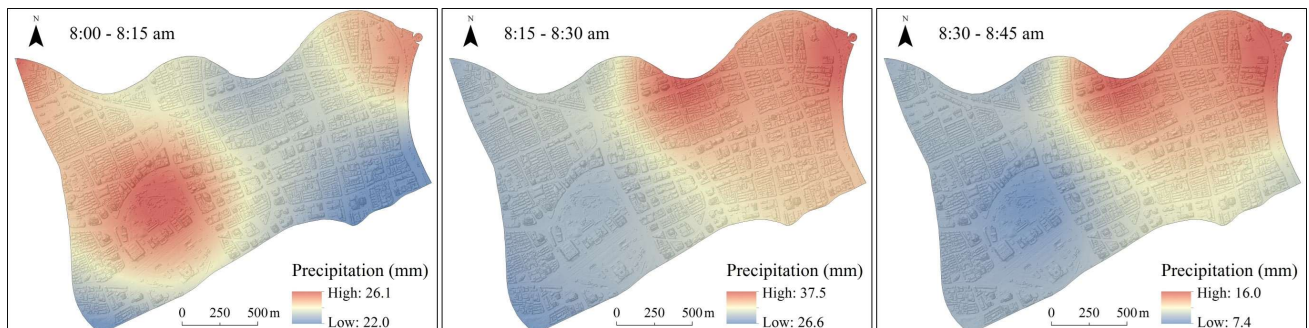 N
8:00 - 8:15 am
Precipitation (mm)
High: 26.1
Low: 22.0
0 250 500 m
N
8:15 - 8:30 am
Precipitation (mm)
High: 37.5
Low: 26.6
0 250 500 m
N
8:30 - 8:45 am
Precipitation (mm)
High: 16.0
Low: 7.4
0 250 500 m